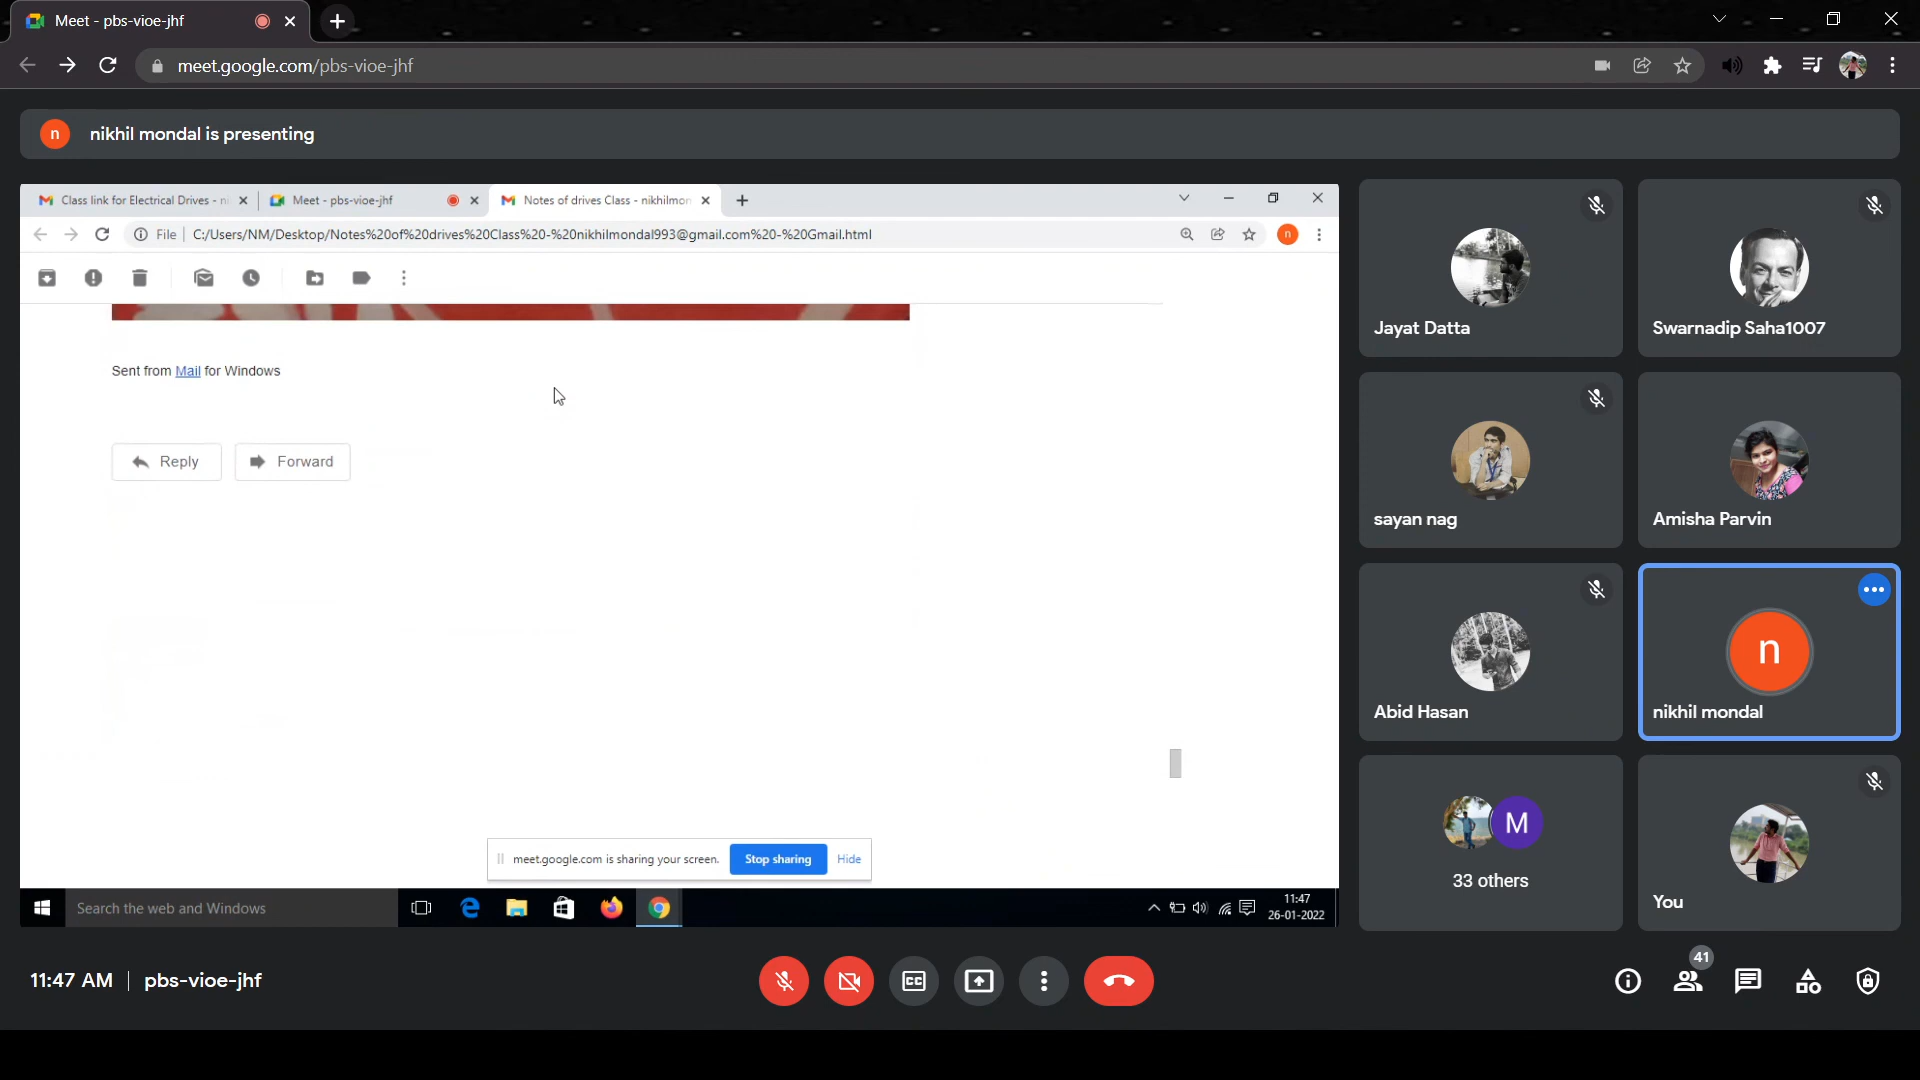 Meet - pbs-vioe-jhf
meet.google.com/pbs-vioe-jhf
n nikhil mondal is presenting
Class link for Electrical Drives - ni
Meet - pbs-vioe-jhf
Notes of drives Class - nikhilmon
File | C:/Users/NM/Desktop/Notes%20of%20drives%20Class%20-%20nikhilmondal993@gmail.com%20-%20Gmail.html
n
Sent from Mail for Windows
Reply
Forward
meet.google.com is sharing your screen.
Stop sharing
Hide
Search the web and Windows
11:47
26-01-2022
Jayat Datta
Swarnadip Saha1007
sayan nag
Amisha Parvin
Abid Hasan
n
nikhil mondal
M
33 others
You
11:47 AM | pbs-vioe-jhf
CC
41